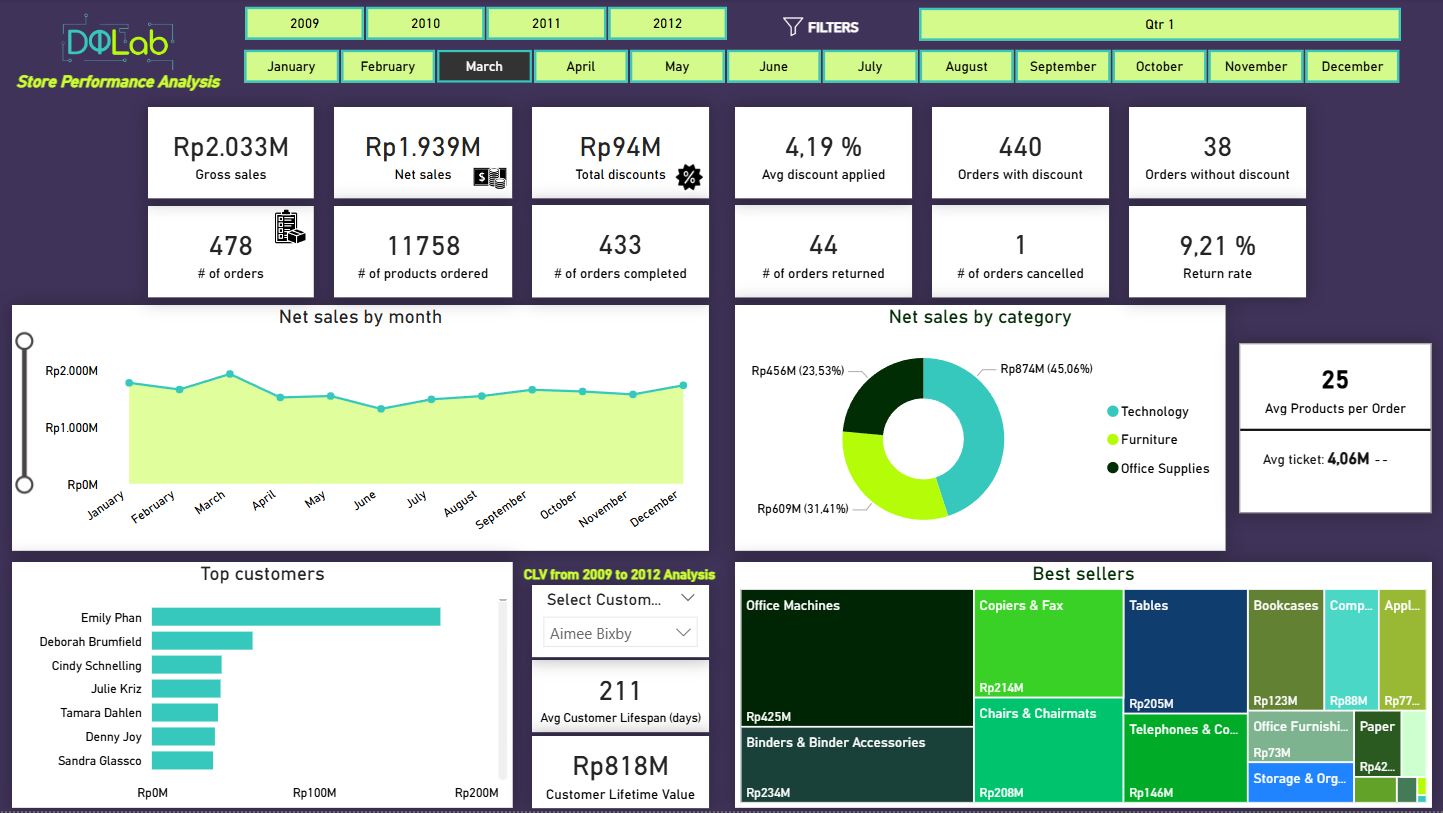 DΦLab
Store Performance Analysis
2009
2010
2011
2012
FILTERS
Qtr 1
January
February
March
April
May
June
July
August
September
October
November
December
Rp2.033M
Gross sales
Rp1.939M
Net sales
Rp94M
Total discounts
4,19 %
Avg discount applied
440
Orders with discount
38
Orders without discount
478
# of orders
11758
# of products ordered
433
# of orders completed
44
# of orders returned
1
# of orders cancelled
9,21 %
Return rate
Net sales by month
Rp2.000M
Rp1.000M
Rp0M
January
February
March
April
May
June
July
August
September
October
November
December
Net sales by category
Rp456M (23,53%)
Rp874M (45,06%)
Rp609M (31,41%)
Technology
Furniture
Office Supplies
25
Avg Products per Order
Avg ticket: 4,06M --
Top customers
Emily Phan
Deborah Brumfield
Cindy Schnelling
Julie Kriz
Tamara Dahlen
Denny Joy
Sandra Glassco
Rp0M
Rp100M
Rp200M
CLV from 2009 to 2012 Analysis
Select Custom...
Aimee Bixby
211
Avg Customer Lifespan (days)
Rp818M
Customer Lifetime Value
Best sellers
Office Machines
Rp425M
Binders & Binder Accessories
Rp234M
Copiers & Fax
Rp214M
Chairs & Chairmats
Rp208M
Tables
Rp205M
Telephones & Co...
Rp146M
Bookcases
Rp123M
Comp...
Rp88M
Appl...
Rp77...
Office Furnishi...
Rp73M
Storage & Org...
Paper
Rp42...